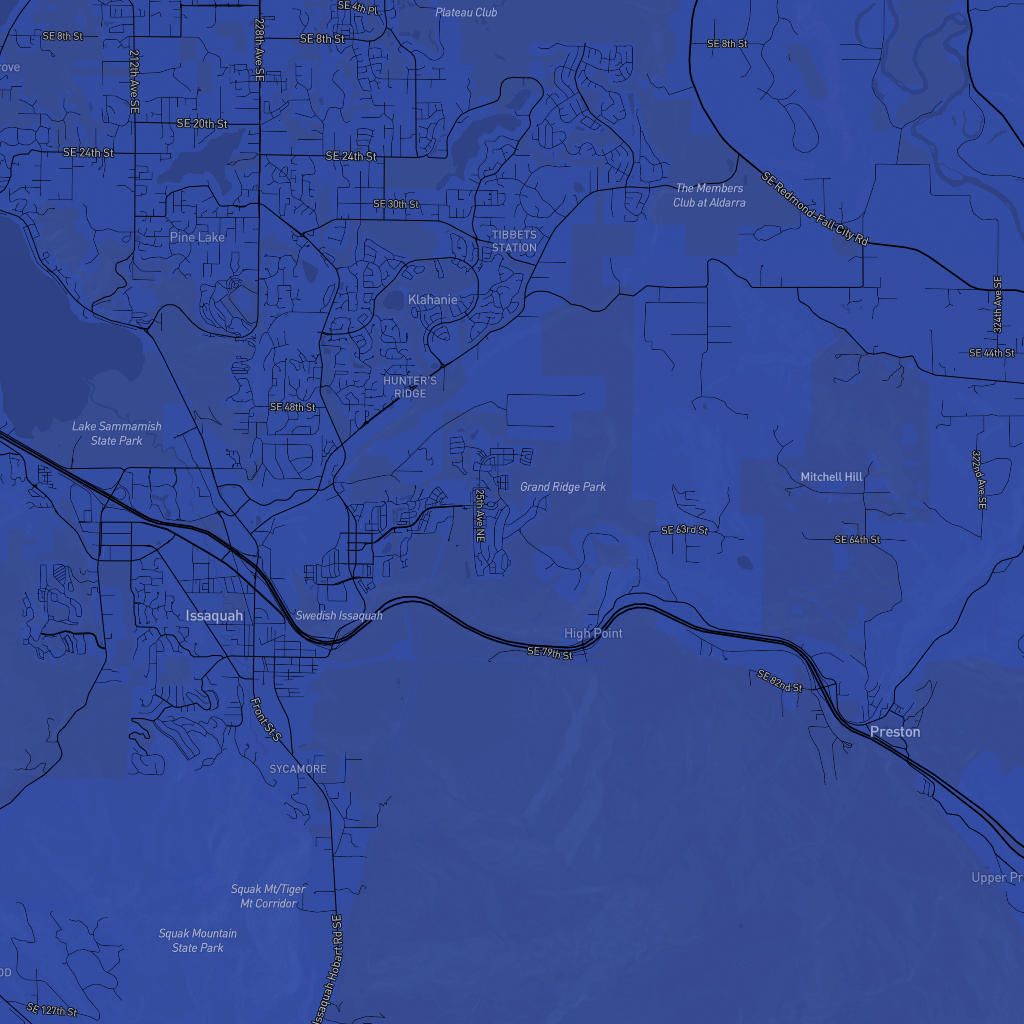 SE 4th Pl
Plateau Club
SE 8th St
228th Ave SE
SE 8th St
SE 8th St
212th Ave SE
rove
SE 20th St
SE 24th St
SE 24th St
SE Redmond-Fall City Rd
The Members
Club at Aldarra
SE 30th St
Pine Lake
TIBBETS
STATION
Klahanie
324th Ave SE
SE 44th St
HUNTER'S
RIDGE
SE 48th St
Lake Sammamish
State Park
322nd Ave SE
Mitchell Hill
Grand Ridge Park
25th Ave NE
SE 63rd St
SE 64th St
Issaquah
Swedish Issaquah
High Point
SE 79th St
SE 82nd St
Front St S
Preston
SYCAMORE
Upper Pr
Squak Mt/Tiger
Mt Corridor
Squak Mountain
State Park
Issaquah Hobart Rd SE
OD
SE 127th St